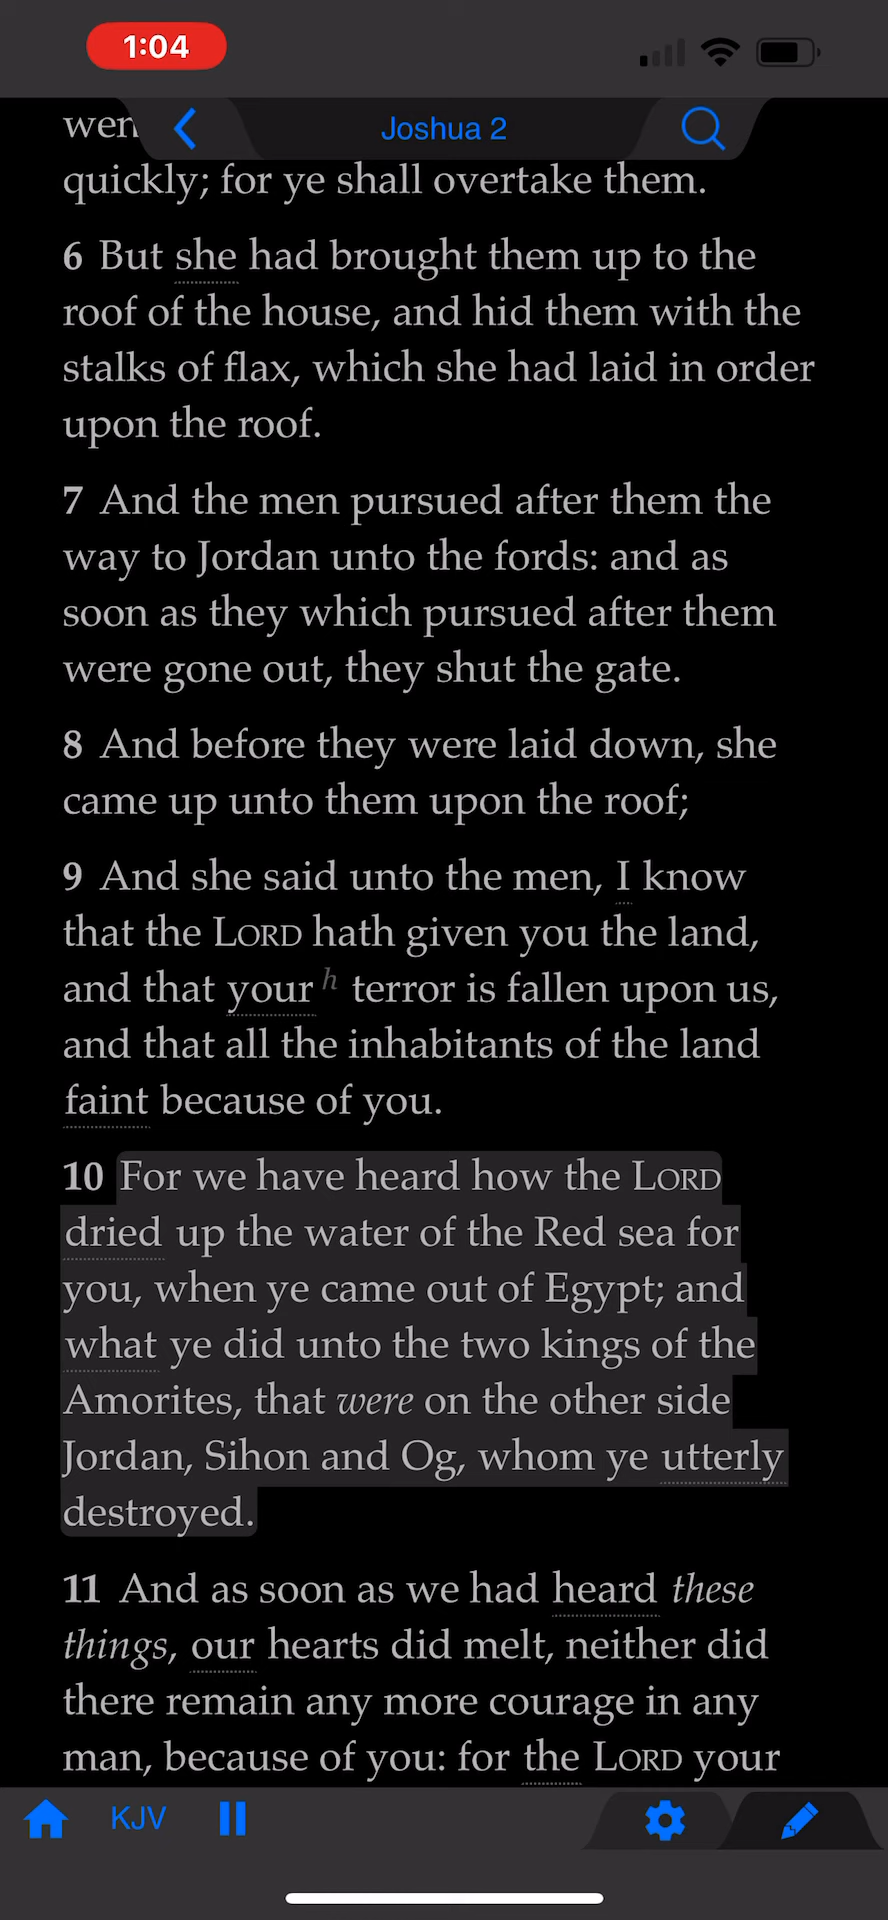 1:04
wen
Joshua 2
quickly; for ye shall overtake them.
6 But she had brought them up to the
roof of the house, and hid them with the
stalks of flax, which she had laid in order
upon the roof.
7 And the men pursued after them the
way to Jordan unto the fords: and as
soon as they which pursued after them
were gone out, they shut the gate.
8 And before they were laid down, she
came up unto them upon the roof;
9 And she said unto the men, I know
that the LORD hath given you the land,
and that your h terror is fallen upon us,
and that all the inhabitants of the land
faint because of you.
10 For we have heard how the LORD
dried up the water of the Red sea for
you, when ye came out of Egypt; and
what ye did unto the two kings of the
Amorites, that were on the other side
Jordan, Sihon and Og, whom ye utterly
destroyed.
11 And as soon as we had heard these
things, our hearts did melt, neither did
there remain any more courage in any
man, because of you: for the LORD your
KJV